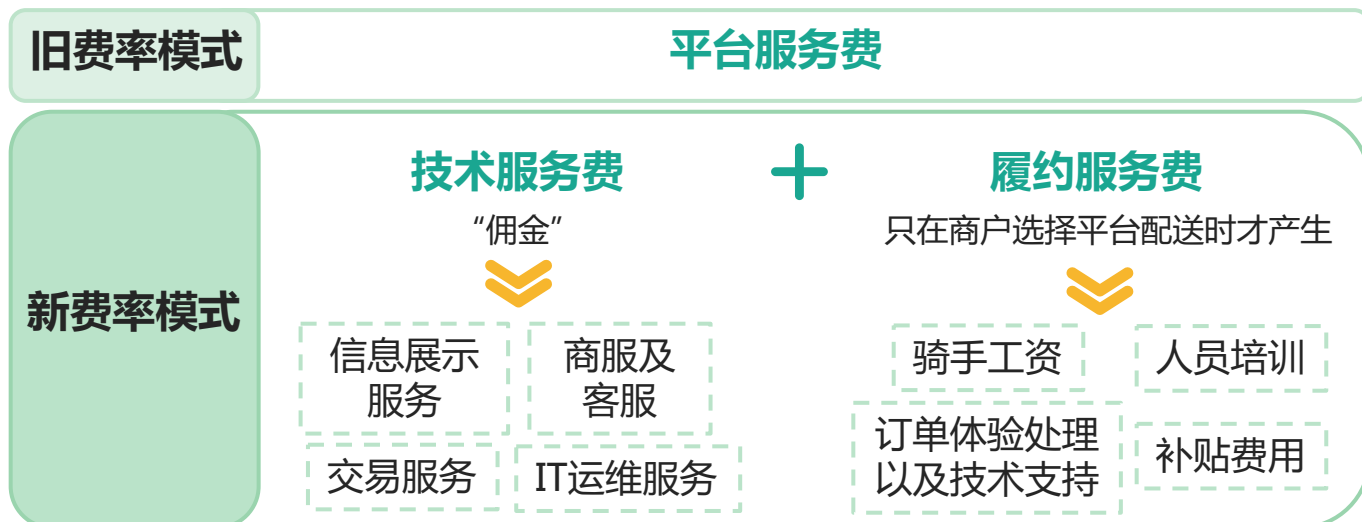 旧费率模式
平台服务费
新费率模式
技术服务费
+
履约服务费
“佣金”
只在商户选择平台配送时才产生
信息展示
服务
商服及
客服
交易服务
IT运维服务
骑手工资
人员培训
订单体验处理
以及技术支持
补贴费用